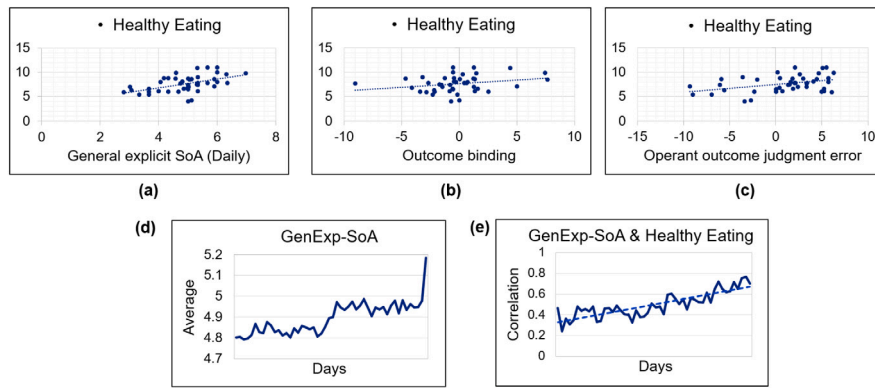 • Healthy Eating
15
10
5
0
0 2 4 6 8
General explicit SoA (Daily)
(a)
• Healthy Eating
15
10
5
0
-10 -5 0 5 10
Outcome binding
(b)
• Healthy Eating
15
10
5
0
-15 -10 -5 0 5 10
Operant outcome judgment error
(c)
(d)
GenExp-SoA
Average
5.2
5.1
5
4.9
4.8
4.7
Days
(e)
GenExp-SoA & Healthy Eating
Correlation
1
0.8
0.6
0.4
0.2
0
Days